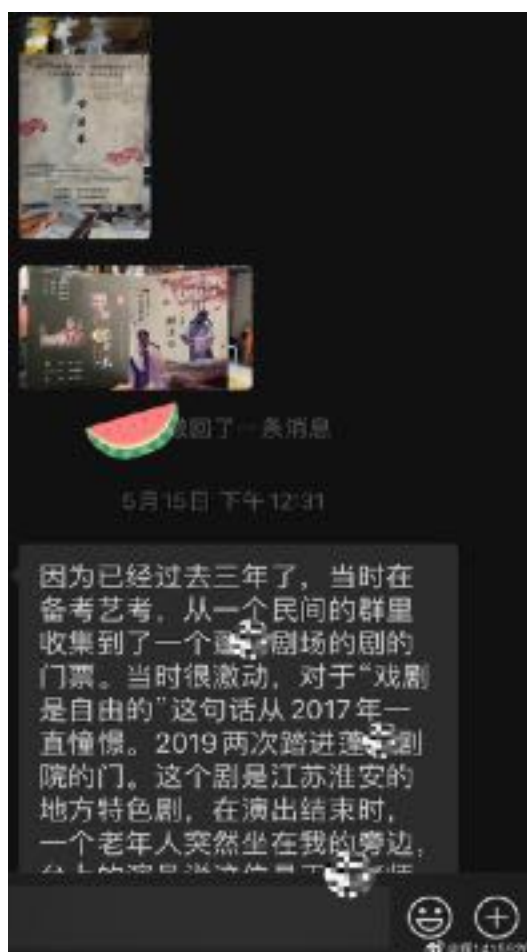 撤回了一条消息
5月15日 下午12:31
因为已经过去三年了，当时在
备考艺考，从一个民间的群里
收集到了一个蓬 剧场的剧的
门票。当时很激动，对于“戏剧
是自由的”这句话从2017年一
直憧憬。2019两次踏进蓬 剧
院的门。这个剧是江苏淮安的
地方特色剧，在演出结束时，
一个老年人突然坐在我的旁边，